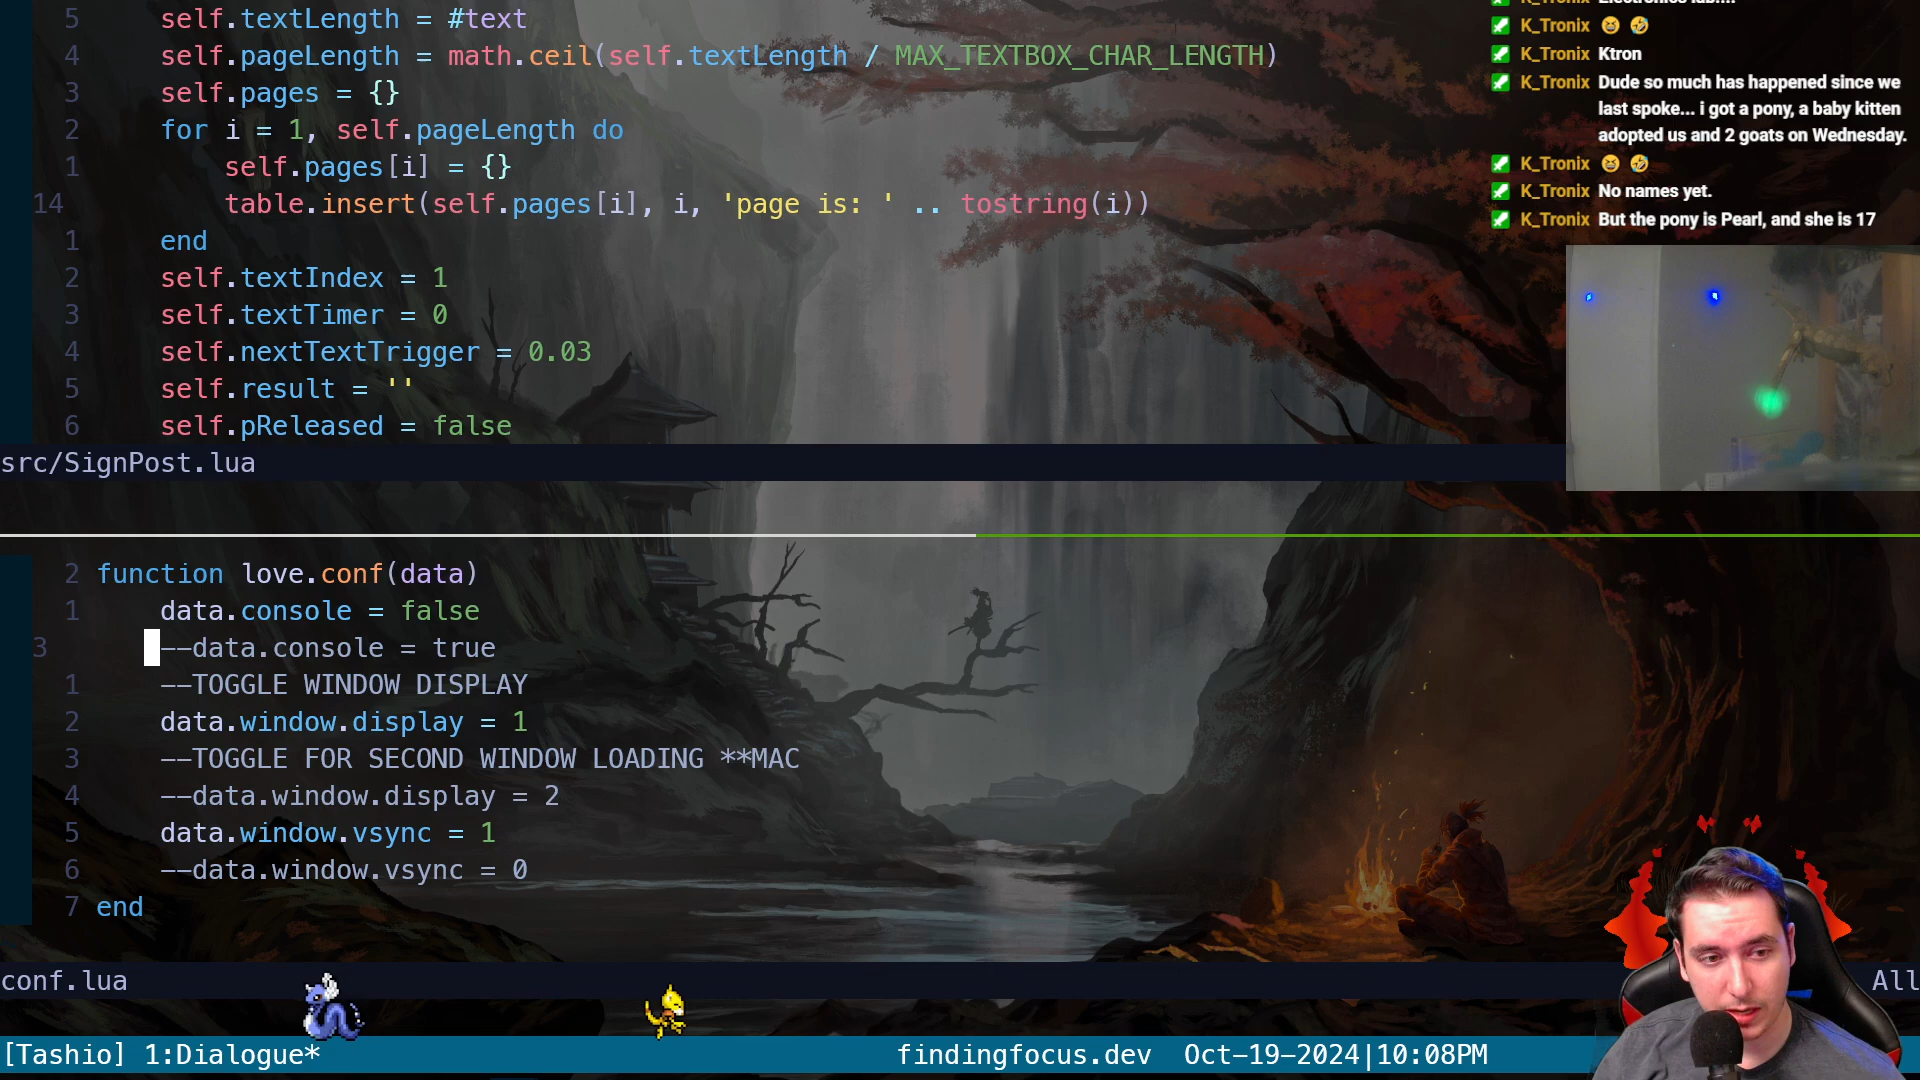 5 self.textLength = #text
4 self.pageLength = math.ceil(self.textLength / MAX_TEXTBOX_CHAR_LENGTH)
3 self.pages = {}
2 for i = 1, self.pageLength do
1 self.pages[i] = {}
14 table.insert(self.pages[i], i, 'page is: ' .. tostring(i))
1 end
2 self.textIndex = 1
3 self.textTimer = 0
4 self.nextTextTrigger = 0.03
5 self.result = ''
6 self.pReleased = false
src/SignPost.lua
2 function love.conf(data)
1 data.console = false
3 --data.console = true
1 --TOGGLE WINDOW DISPLAY
2 data.window.display = 1
3 --TOGGLE FOR SECOND WINDOW LOADING **MAC
4 --data.window.display = 2
5 data.window.vsync = 1
6 --data.window.vsync = 0
7 end
conf.lua All
[Tashio] 1:Dialogue* findingfocus.dev Oct-19-2024|10:08PM
K_Tronix Electronics lab....
K_Tronix 😆 🤣
K_Tronix Ktron
K_Tronix Dude so much has happened since we
last spoke... i got a pony, a baby kitten
adopted us and 2 goats on Wednesday.
K_Tronix 😆 🤣
K_Tronix No names yet.
K_Tronix But the pony is Pearl, and she is 17